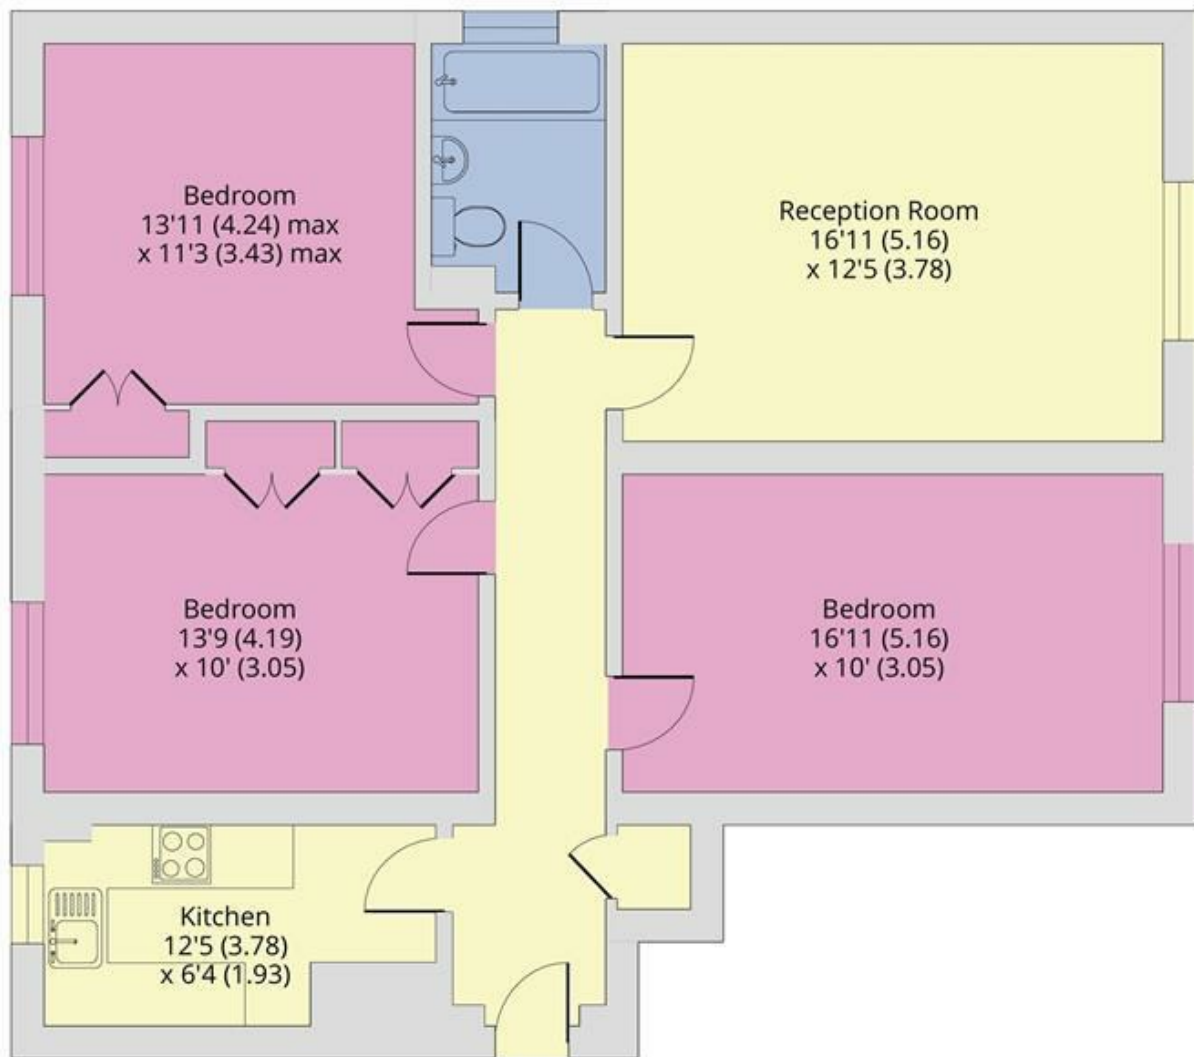 Bedroom
13'11 (4.24) max
x 11'3 (3.43) max
Reception Room
16'11 (5.16)
x 12'5 (3.78)
Bedroom
13'9 (4.19)
x 10' (3.05)
Bedroom
16'11 (5.16)
x 10' (3.05)
Kitchen
12'5 (3.78)
x 6'4 (1.93)